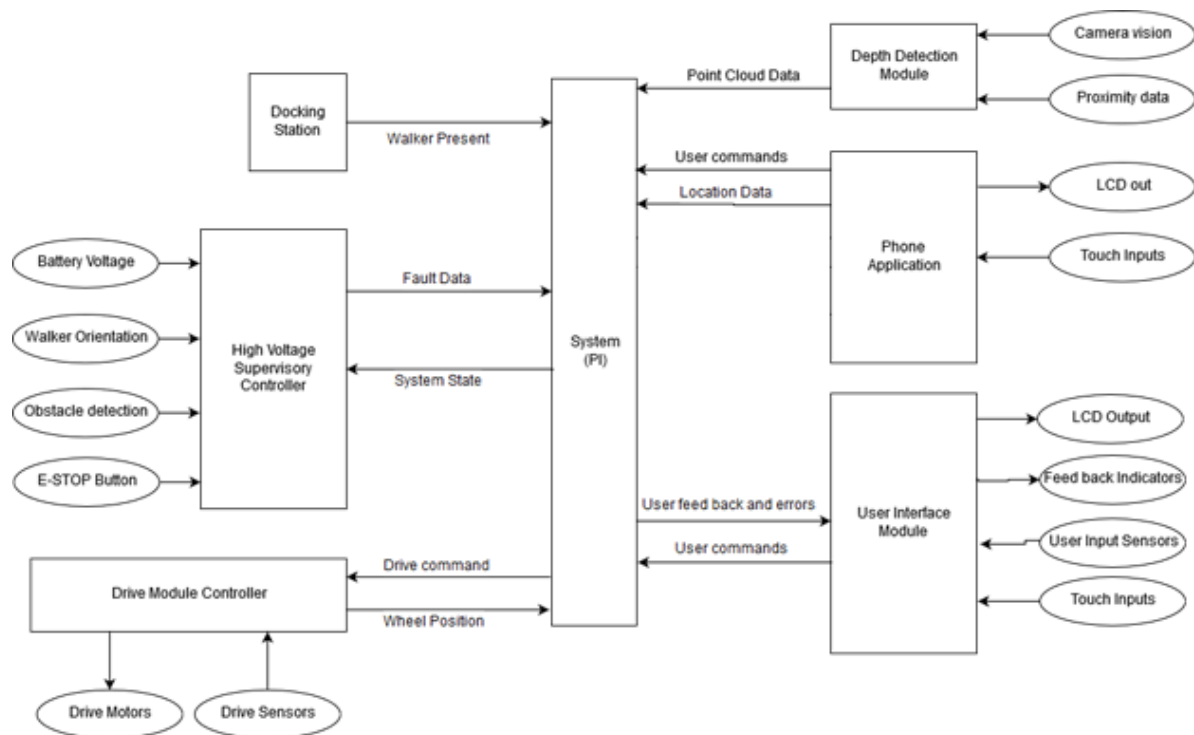 Camera vision
Depth Detection
Module
Proximity data
Point Cloud Data
Docking
Station
Walker Present
User commands
Location Data
LCD out
Phone
Application
Touch Inputs
Battery Voltage
Walker Orientation
Obstacle detection
E-STOP Button
High Voltage
Supervisory
Controller
Fault Data
System State
System
(PI)
LCD Output
Feed back Indicators
User Interface
Module
User Input Sensors
Touch Inputs
User feed back and errors
User commands
Drive command
Drive Module Controller
Wheel Position
Drive Motors
Drive Sensors